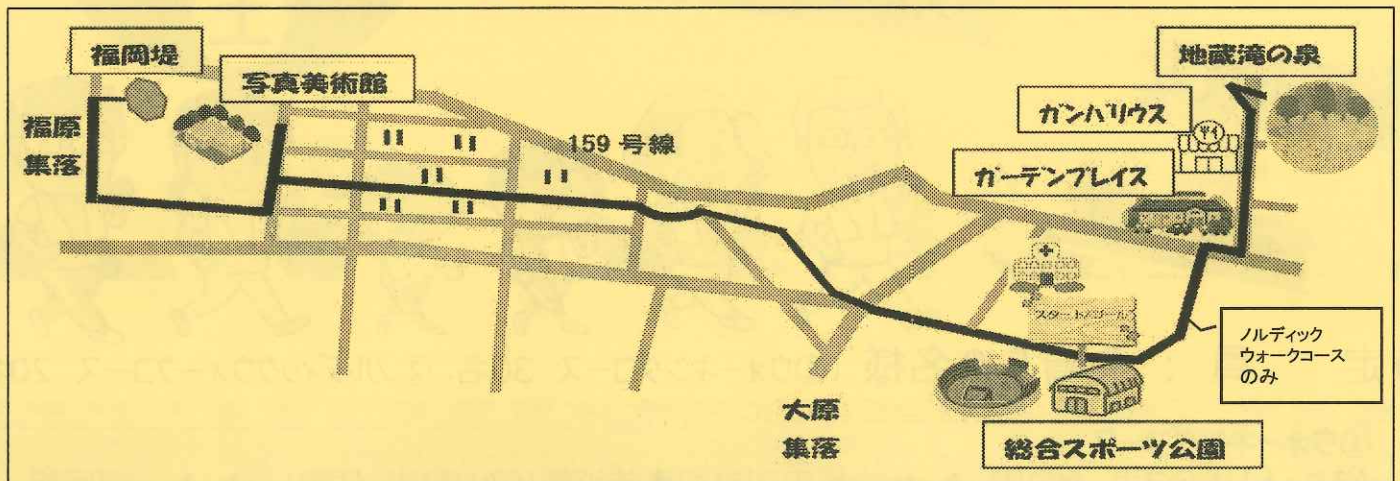 福岡堤
写真美術館
地蔵滝の泉
ガンバリウス
福原
集落
159 号線
ガーデンプレイス
スタート/ゴール
ノルディック
ウォークコース
のみ
大原
集落
総合スポーツ公園